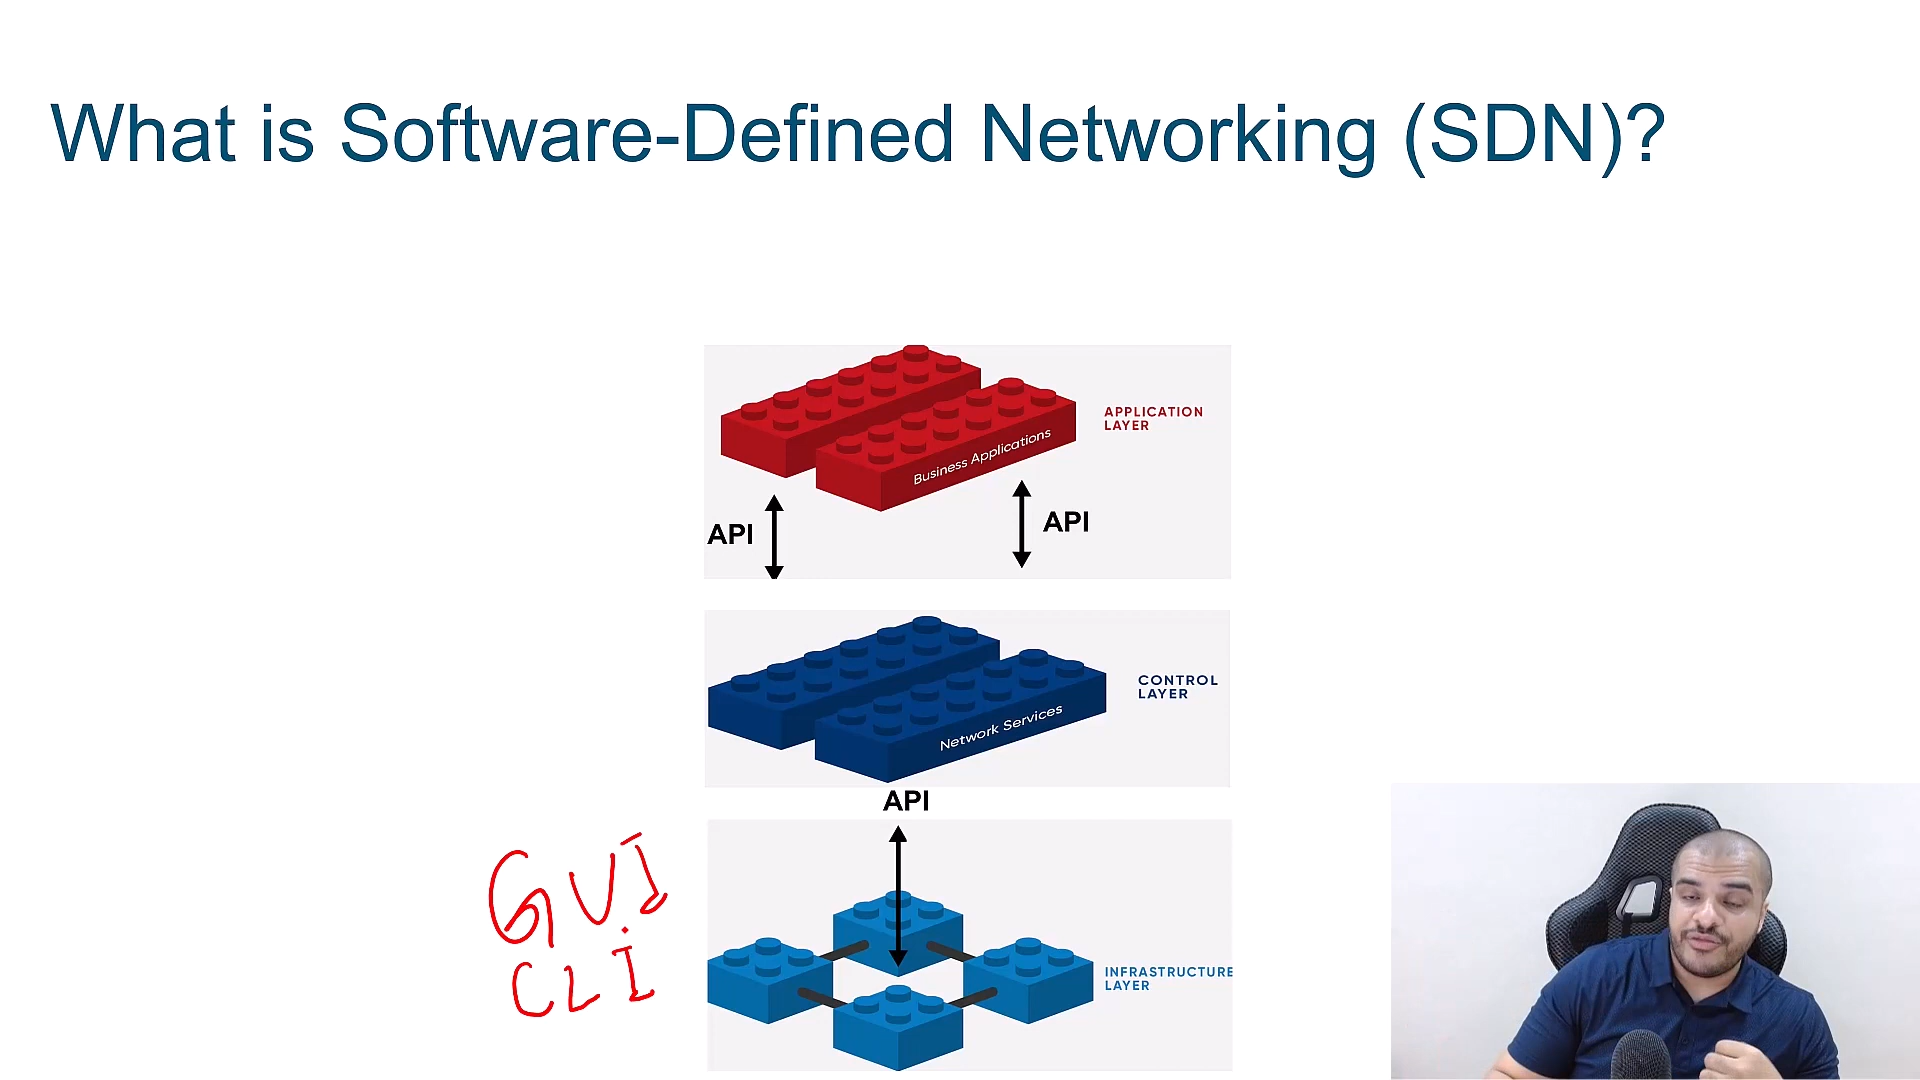 What is Software-Defined Networking (SDN)?
APPLICATION
LAYER
Business Applications
API
API
CONTROL
LAYER
Network Services
API
GUI
CLI
INFRASTRUCTURE
LAYER